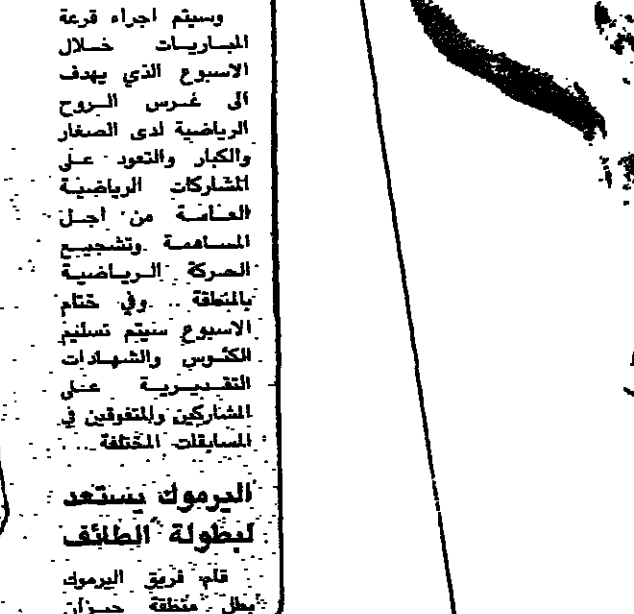 وسيتم اجراء قرعة
المباريات خلال
الاسبوع الذي يهدف
الى غرس الروح
الرياضية لدى الصغار
والكبار والتعود على
المشاركات الرياضية
العامة من اجل
المساهمة وتشجيع
الحركة الرياضية
بالمنطقة .. وفي ختام
الاسبوع سيتم تسليم
الكئوس والشهادات
التقديرية على
المشاركين والمتفوقين في
المسابقات المختلفة ..
اليرموك يستعد
لبطولة الطائف
قام فريق اليرموك
بطل منطقة جيزان